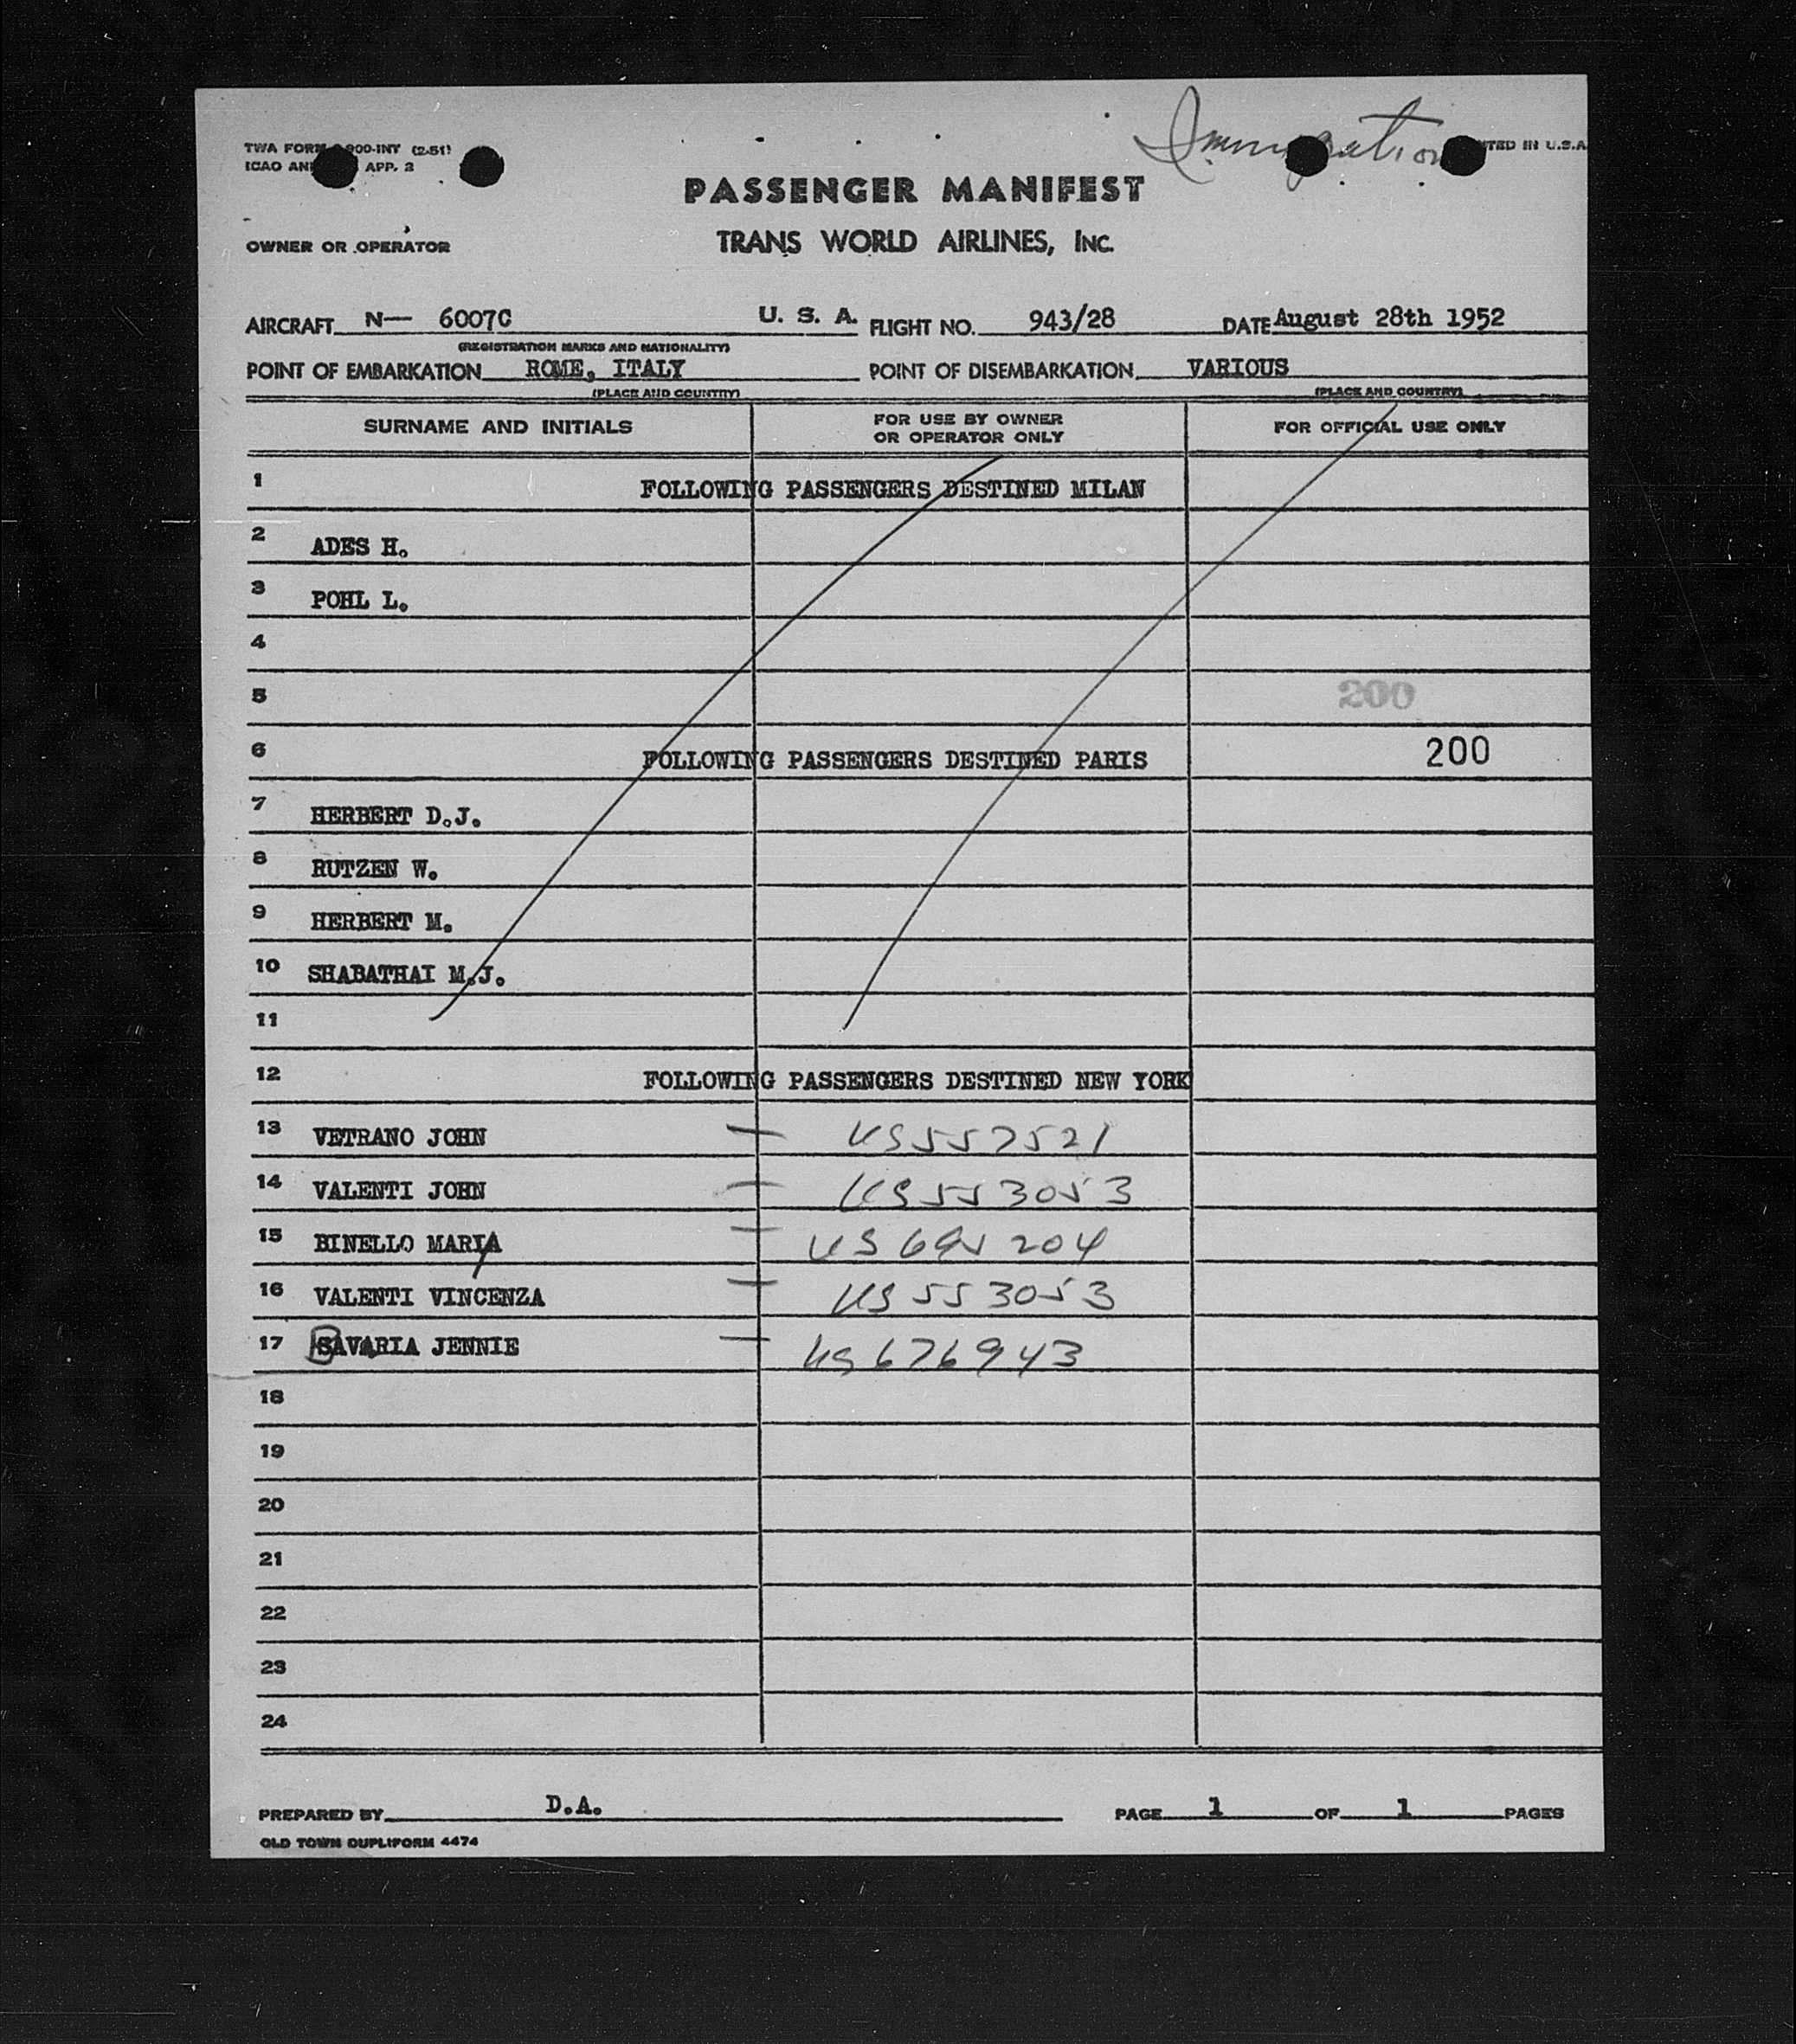 TWA FORM 900-INT (2-51)
ICAO APP. 2
Immigration
IN U.S.A
PASSENGER MANIFEST
OWNER OR OPERATOR
TRANS WORLD AIRLINES, INC.
AIRCRAFT N— 6007C U. S. A. FLIGHT NO. 943/28 DATE August 28th 1952
(REGISTRATION MARKS AND NATIONALITY)
POINT OF EMBARKATION ROME, ITALY POINT OF DISEMBARKATION VARIOUS
(PLACE AND COUNTRY) (PLACE AND COUNTRY)
SURNAME AND INITIALS FOR USE BY OWNER OR OPERATOR ONLY FOR OFFICIAL USE ONLY
1 FOLLOWING PASSENGERS DESTINED MILAN
2 ADES H.
3 POHL L.
4
5 200
6 FOLLOWING PASSENGERS DESTINED PARIS 200
7 HERBERT D.J.
8 RUTZEN W.
9 HERBERT M.
10 SHABATHAI M.J.
11
12 FOLLOWING PASSENGERS DESTINED NEW YORK
13 VETRANO JOHN — US557521
14 VALENTI JOHN — US553053
15 BINELLO MARIA — US695204
16 VALENTI VINCENZA — US553053
17 SAVARIA JENNIE — US676943
18
19
20
21
22
23
24
PREPARED BY D.A. PAGE 1 OF 1 PAGES
OLD TOWN DUPLIFORM 4474